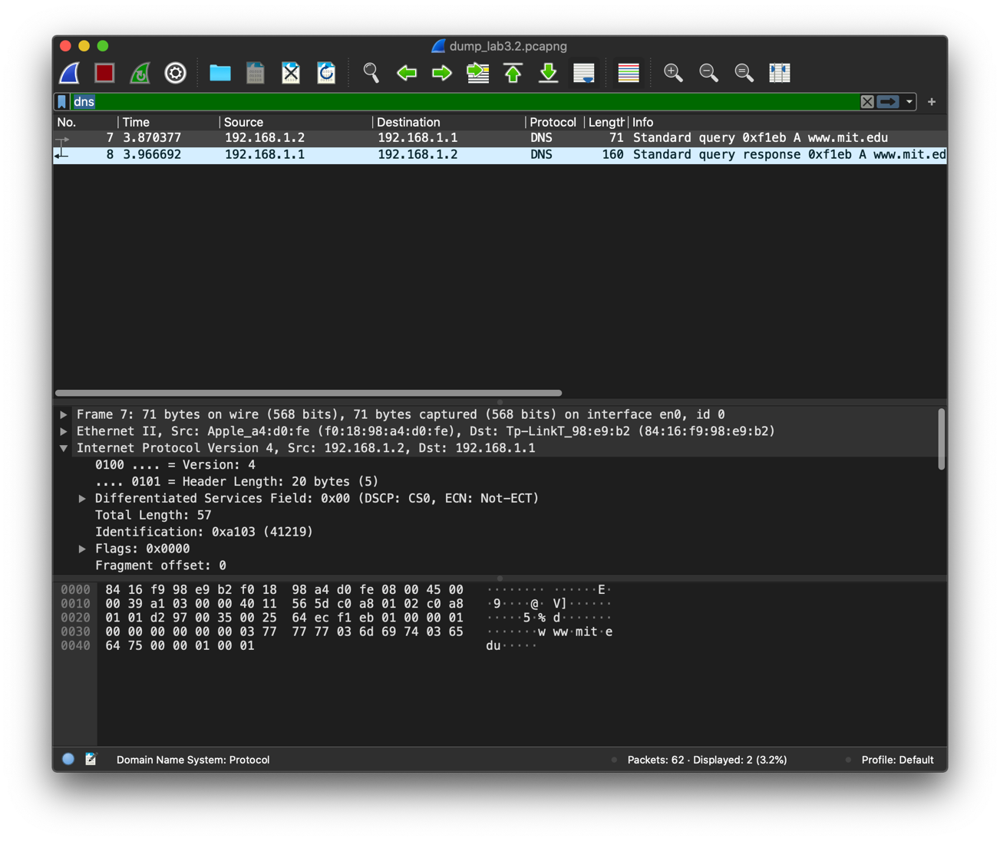 dump_lab3.2.pcapng
dns
No. Time Source Destination Protocol Length Info
7 3.870377 192.168.1.2 192.168.1.1 DNS 71 Standard query 0xf1eb A www.mit.edu
8 3.966692 192.168.1.1 192.168.1.2 DNS 160 Standard query response 0xf1eb A www.mit.ed
Frame 7: 71 bytes on wire (568 bits), 71 bytes captured (568 bits) on interface en0, id 0
Ethernet II, Src: Apple_a4:d0:fe (f0:18:98:a4:d0:fe), Dst: Tp-LinkT_98:e9:b2 (84:16:f9:98:e9:b2)
Internet Protocol Version 4, Src: 192.168.1.2, Dst: 192.168.1.1
0100 .... = Version: 4
.... 0101 = Header Length: 20 bytes (5)
Differentiated Services Field: 0x00 (DSCP: CS0, ECN: Not-ECT)
Total Length: 57
Identification: 0xa103 (41219)
Flags: 0x0000
Fragment offset: 0
0000 84 16 f9 98 e9 b2 f0 18 98 a4 d0 fe 08 00 45 00 ········ ······E·
0010 00 39 a1 03 00 00 40 11 56 5d c0 a8 01 02 c0 a8 ·9····@· V]······
0020 01 01 d2 97 00 35 00 25 64 ec f1 eb 01 00 00 01 ·····5·% d·······
0030 00 00 00 00 00 00 03 77 77 77 03 6d 69 74 03 65 ·······w ww·mit·e
0040 64 75 00 00 01 00 01 du·····
Domain Name System: Protocol Packets: 62 · Displayed: 2 (3.2%) Profile: Default